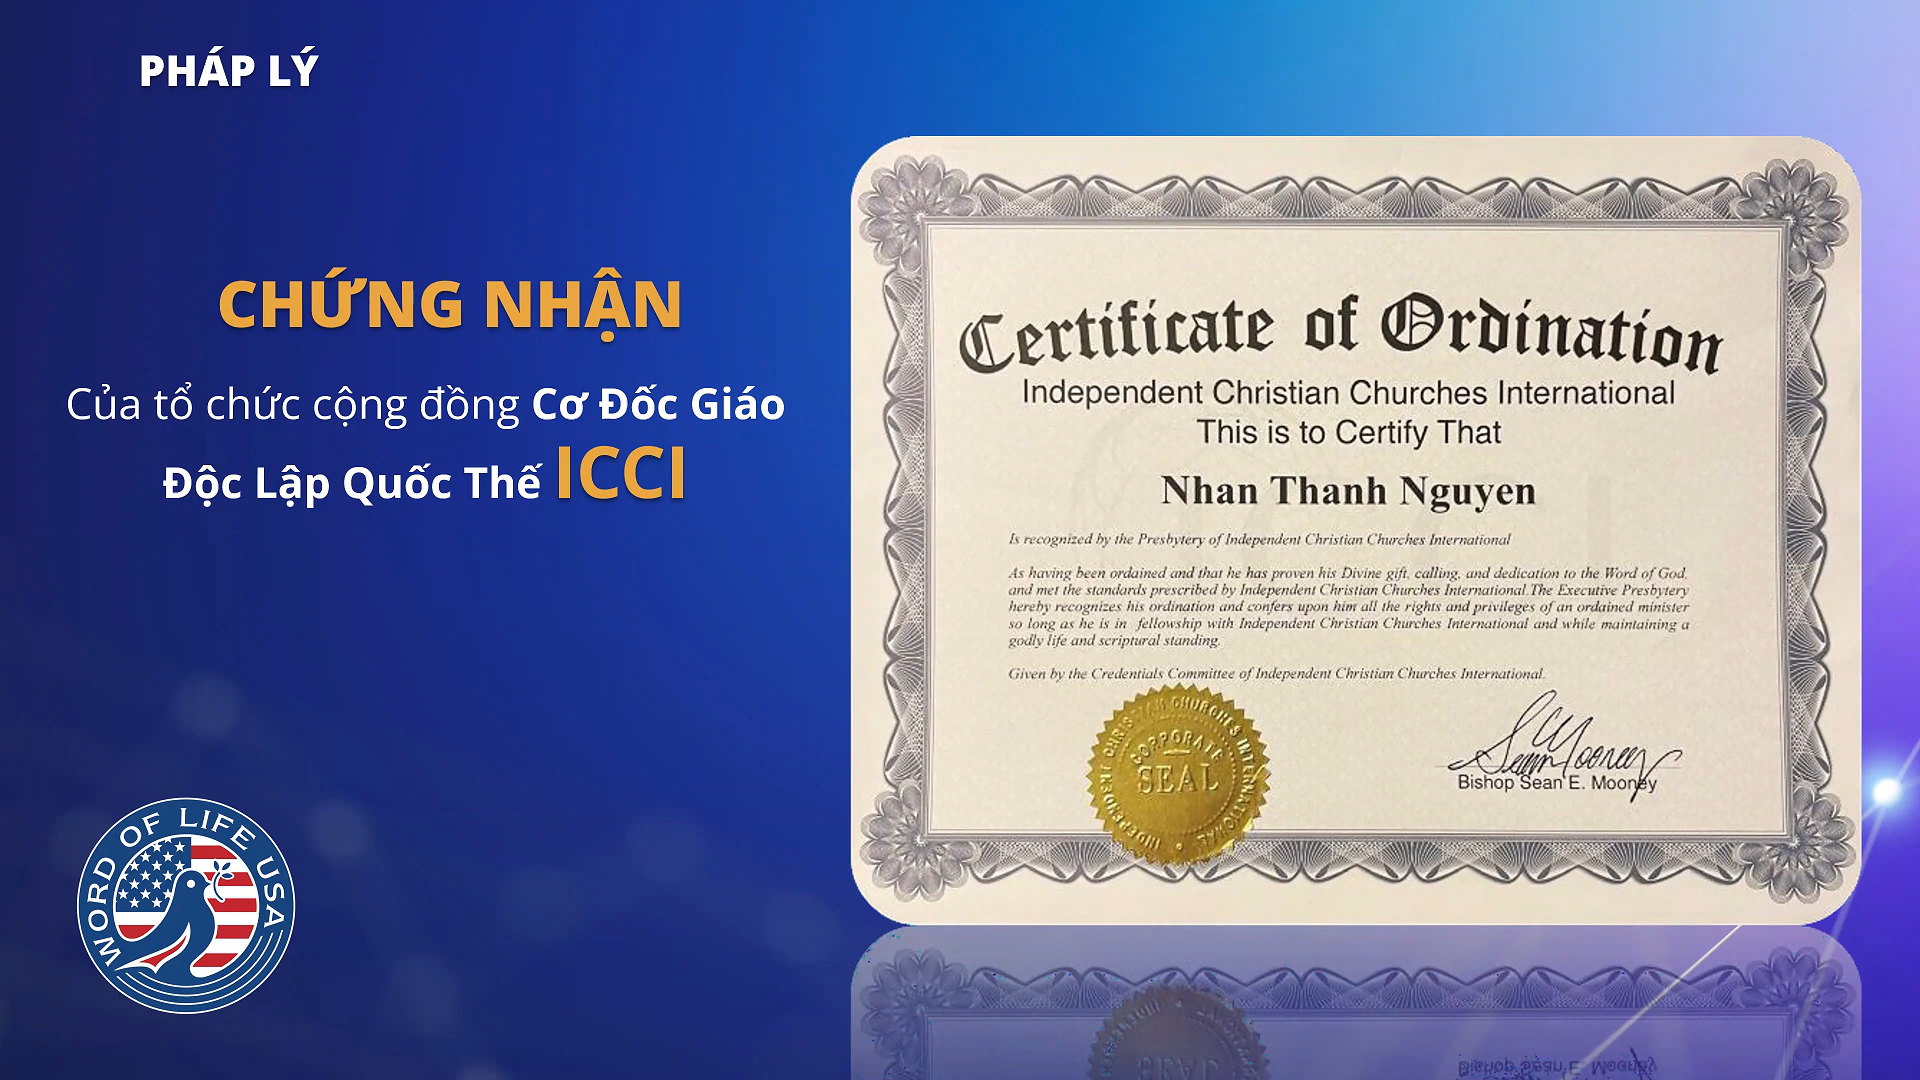 PHÁP LÝ
CHỨNG NHẬN
Của tổ chức cộng đồng Cơ Đốc Giáo
Độc Lập Quốc Thế ICCI
WORD OF LIFE USA
Certificate of Ordination
Independent Christian Churches International
This is to Certify That
Nhan Thanh Nguyen
Is recognized by the Presbytery of Independent Christian Churches International
As having been ordained and that he has proven his Divine gift, calling, and dedication to the Word of God,
and met the standards prescribed by Independent Christian Churches International.The Executive Presbytery
hereby recognizes his ordination and confers upon him all the rights and privileges of an ordained minister
so long as he is in fellowship with Independent Christian Churches International and while maintaining a
godly life and scriptural standing.
Given by the Credentials Committee of Independent Christian Churches International.
INDEPENDENT CHRISTIAN CHURCHES INTERNATIONAL
CORPORATE
SEAL
Sean E Mooney
Bishop Sean E. Mooney